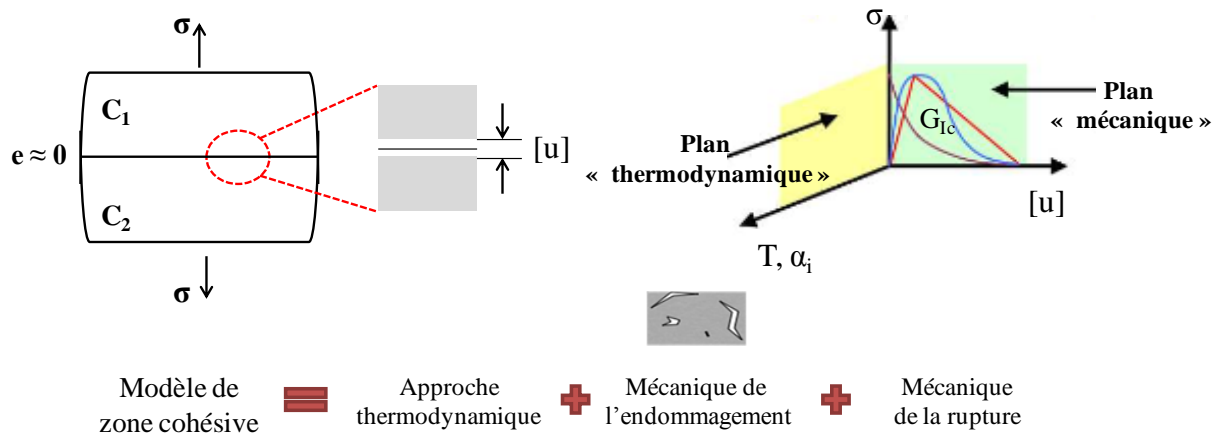 σ
C1
e ≈ 0
C2
σ
[u]
σ
GIc
Plan
« mécanique »
Plan
« thermodynamique »
[u]
T, αi
Modèle de
zone cohésive
=
Approche
thermodynamique
+
Mécanique de
l’endommagement
+
Mécanique
de la rupture